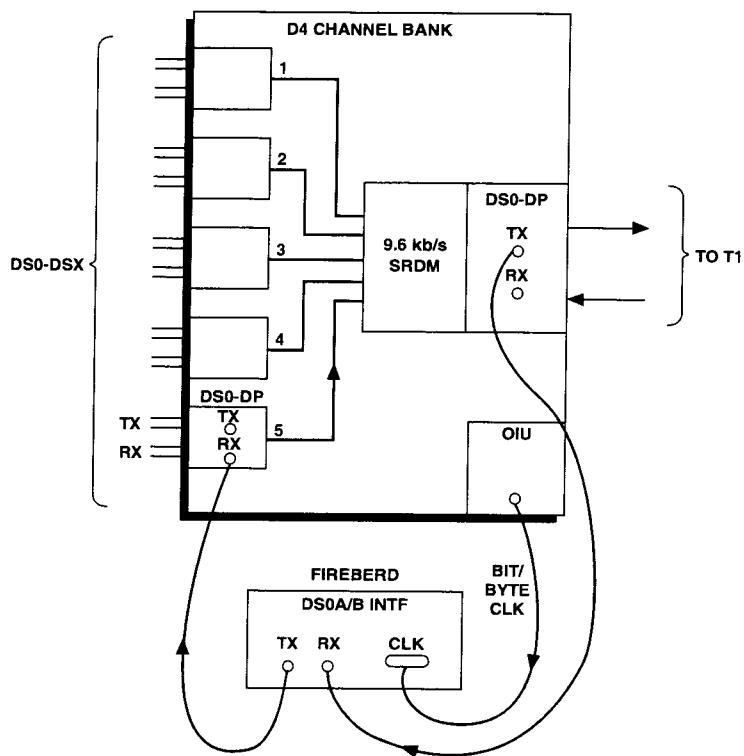 D4 CHANNEL BANK
1
2
3
4
5
DS0-DSX
9.6 kb/s
SRDM
DS0-DP
TX
RX
TO T1
DS0-DP
TX
RX
TX
RX
OIU
BIT/
BYTE
CLK
FIREBERD
DS0A/B INTF
TX RX CLK